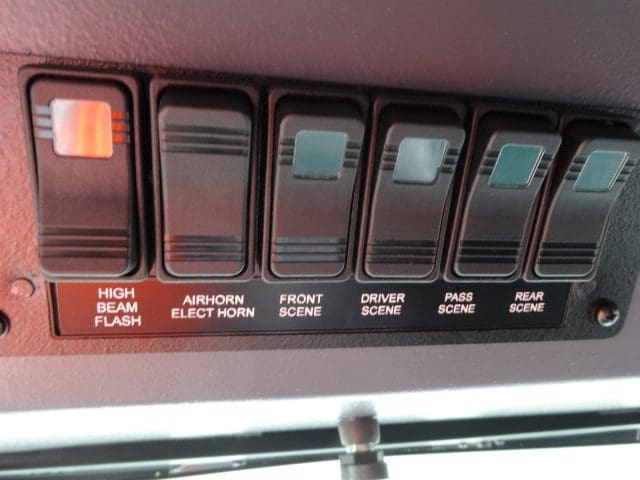 HIGH
BEAM
FLASH
AIRHORN
ELECT HORN
FRONT
SCENE
DRIVER
SCENE
PASS
SCENE
REAR
SCENE